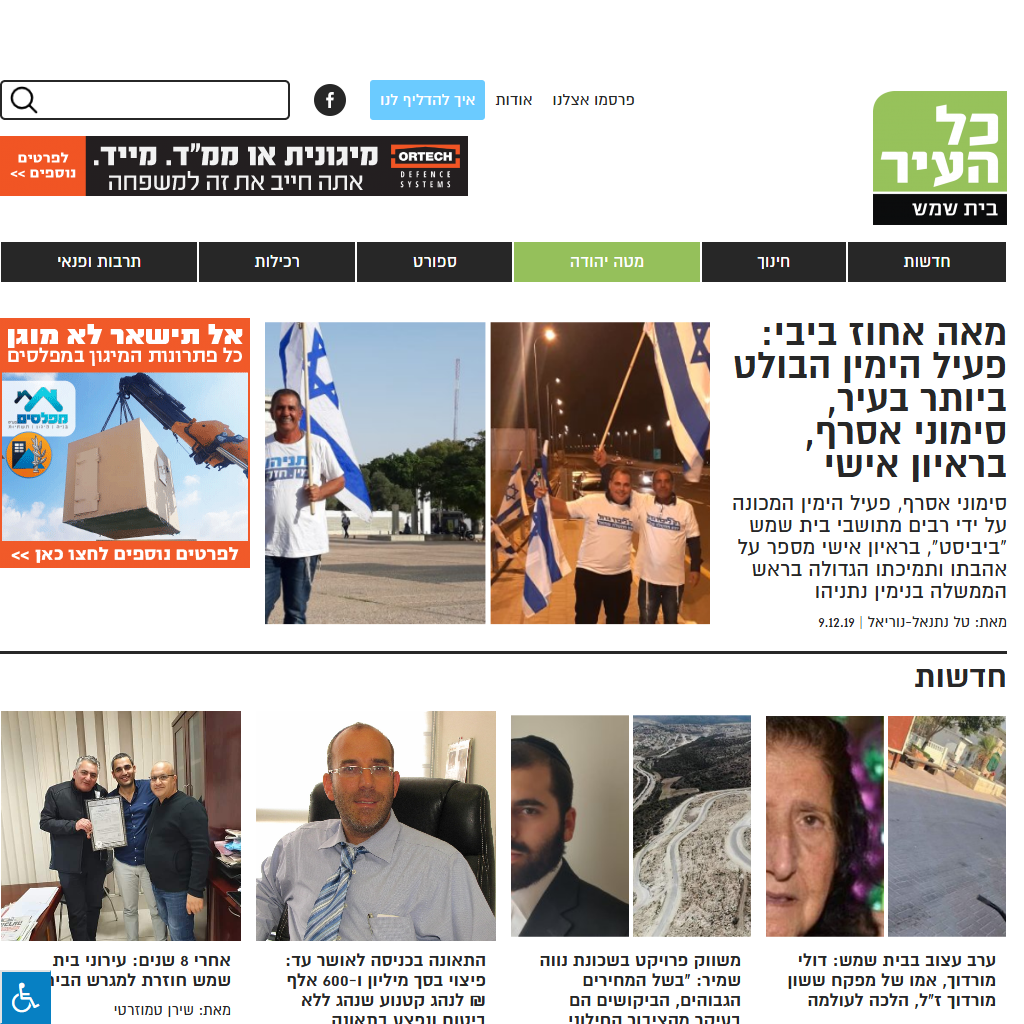 פרסמו אצלנו
אודות
איך להדליף לנו
כל
העיר
בית שמש
ORTECH
DEFENCE
SYSTEMS
מיגונית או ממ"ד. מייד.
אתה חייב את זה למשפחה
לפרטים
נוספים >>
חדשות
חינוך
מטה יהודה
ספורט
רכילות
תרבות ופנאי
מאה אחוז ביבי:
פעיל הימין הבולט
ביותר בעיר,
סימוני אסרף,
בראיון אישי
סימוני אסרף, פעיל הימין המכונה
על ידי רבים מתושבי בית שמש
"ביביסט", בראיון אישי מספר על
אהבתו ותמיכתו הגדולה בראש
הממשלה בנימין נתניהו
מאת: טל נתנאל-נוריאל | 9.12.19
אל תישאר לא מוגן
כל פתרונות המיגון במפלסים
מפלסים
לפרטים נוספים לחצו כאן >>
חדשות
ערב עצוב בבית שמש: דולי
מורדוך, אמו של מפקח ששון
מורדוך ז"ל, הלכה לעולמה
משווק פרויקט בשכונת נווה
שמיר: "בשל המחירים
הגבוהים, הביקושים הם
בעיקר מהציבור החילוני
התאונה בכניסה לאושר עד:
פיצוי בסך מיליון ו-600 אלף
₪ לנהג קטנוע שנהג ללא
ביטוח ונפצע בתאונה
אחרי 8 שנים: עירוני בית
שמש חוזרת למגרש הבי
מאת: שירן טמוזרטי